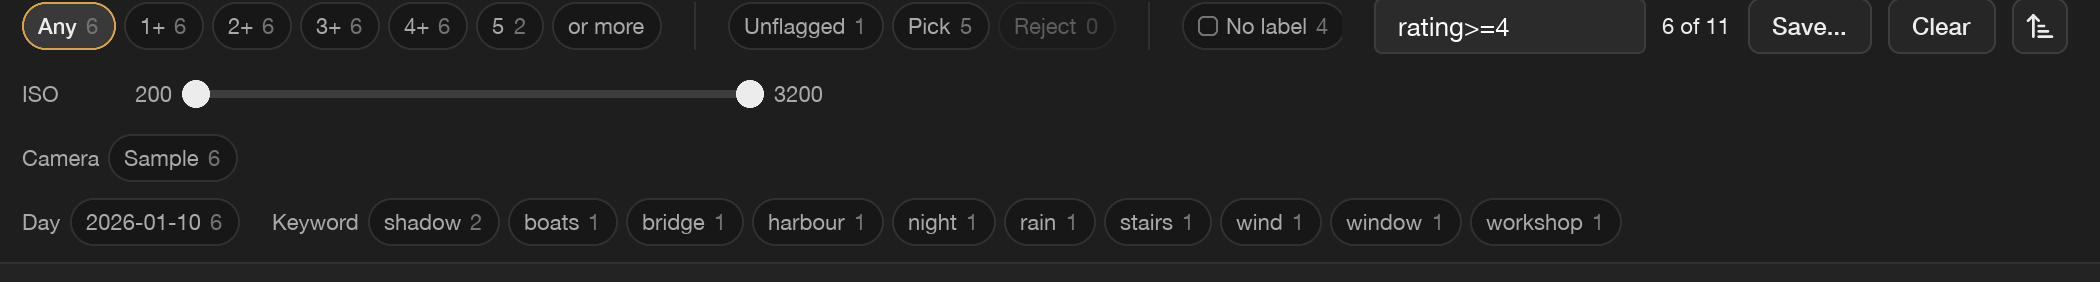 Any 6 1+ 6 2+ 6 3+ 6 4+ 6 5 2 or more Unflagged 1 Pick 5 Reject 0 No label 4 rating>=4 6 of 11 Save... Clear
ISO 200 3200
Camera Sample 6
Day 2026-01-10 6 Keyword shadow 2 boats 1 bridge 1 harbour 1 night 1 rain 1 stairs 1 wind 1 window 1 workshop 1